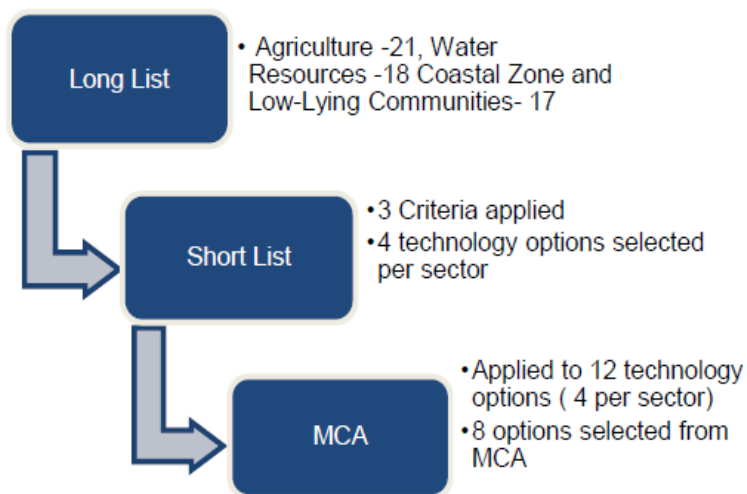 Long List
• Agriculture -21, Water
Resources -18 Coastal Zone and
Low-Lying Communities- 17
Short List
•3 Criteria applied
•4 technology options selected
per sector
MCA
•Applied to 12 technology
options ( 4 per sector)
•8 options selected from
MCA